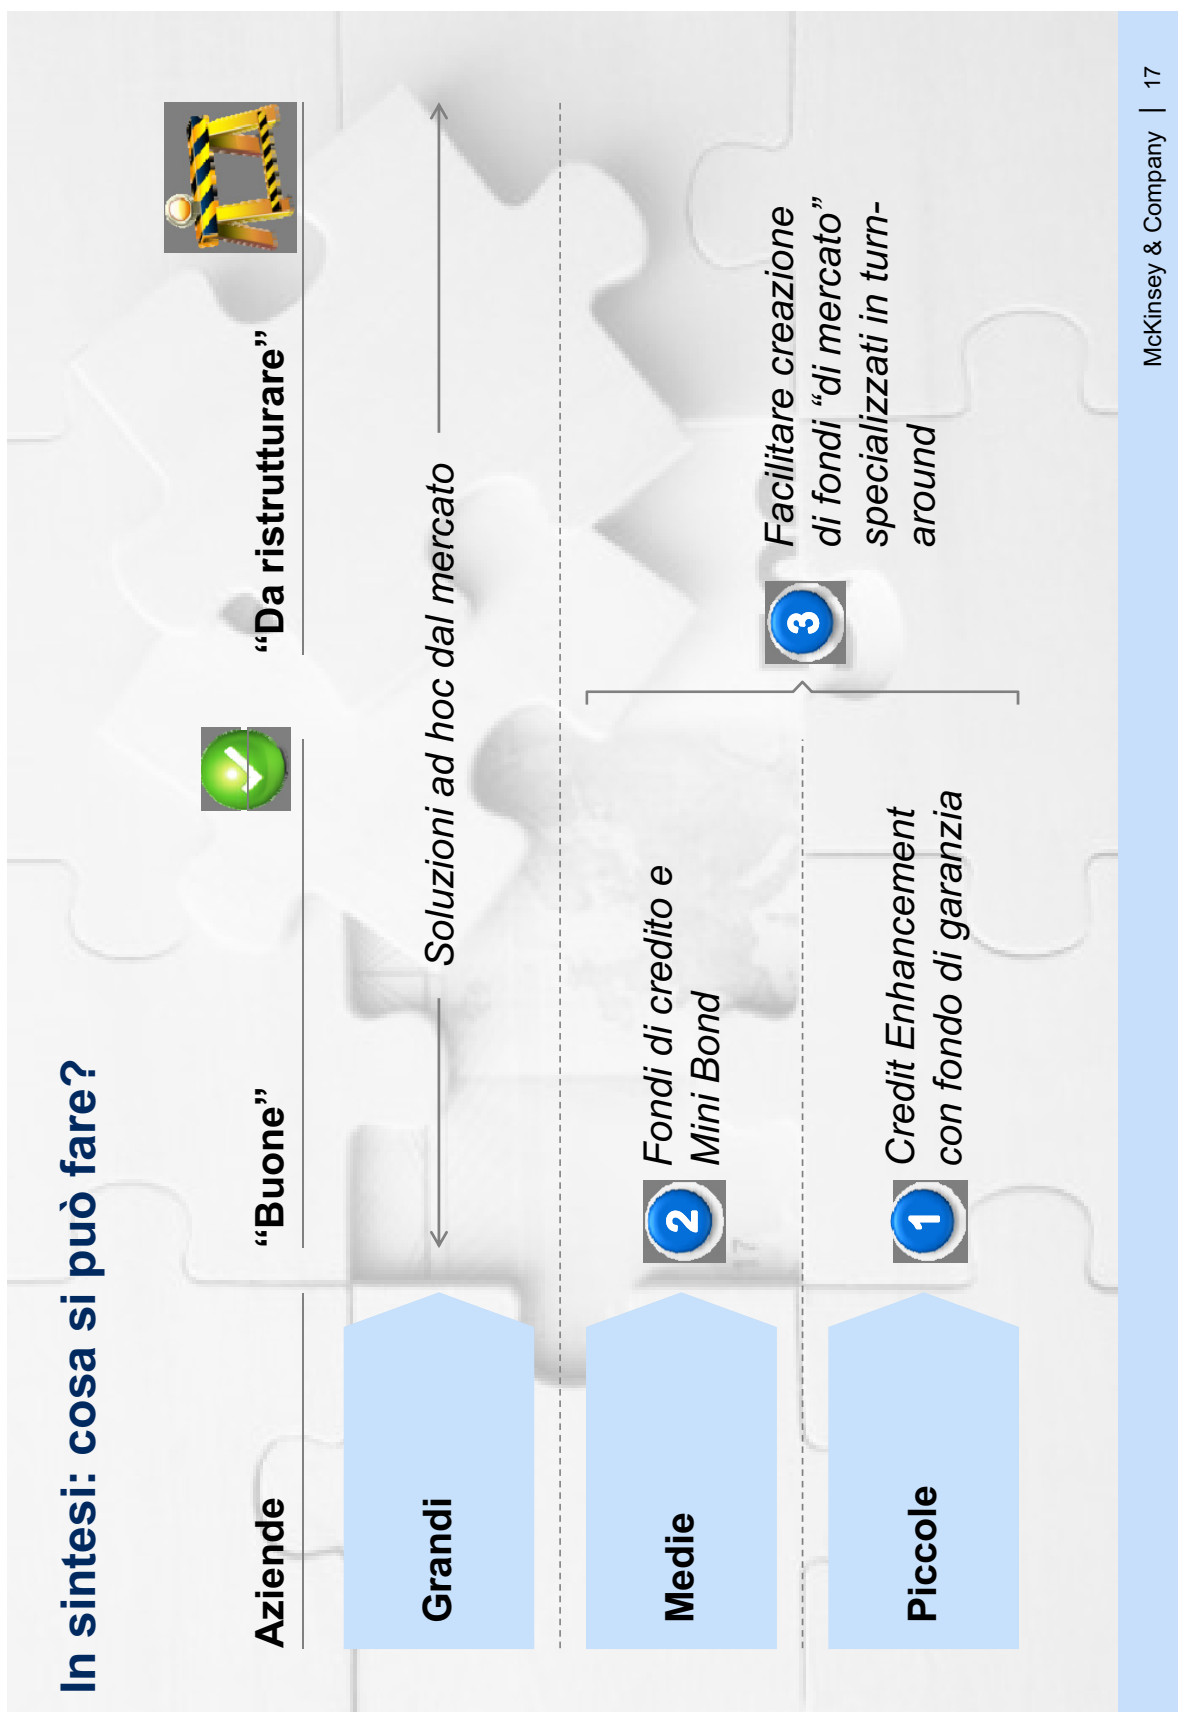 In sintesi: cosa si può fare?
Aziende
“Buone”
“Da ristrutturare”
Grandi
Soluzioni ad hoc dal mercato
Medie
2
Fondi di credito e
Mini Bond
Piccole
1
Credit Enhancement
con fondo di garanzia
3
Facilitare creazione
di fondi “di mercato”
specializzati in turn-
around
17
McKinsey & Company | 17